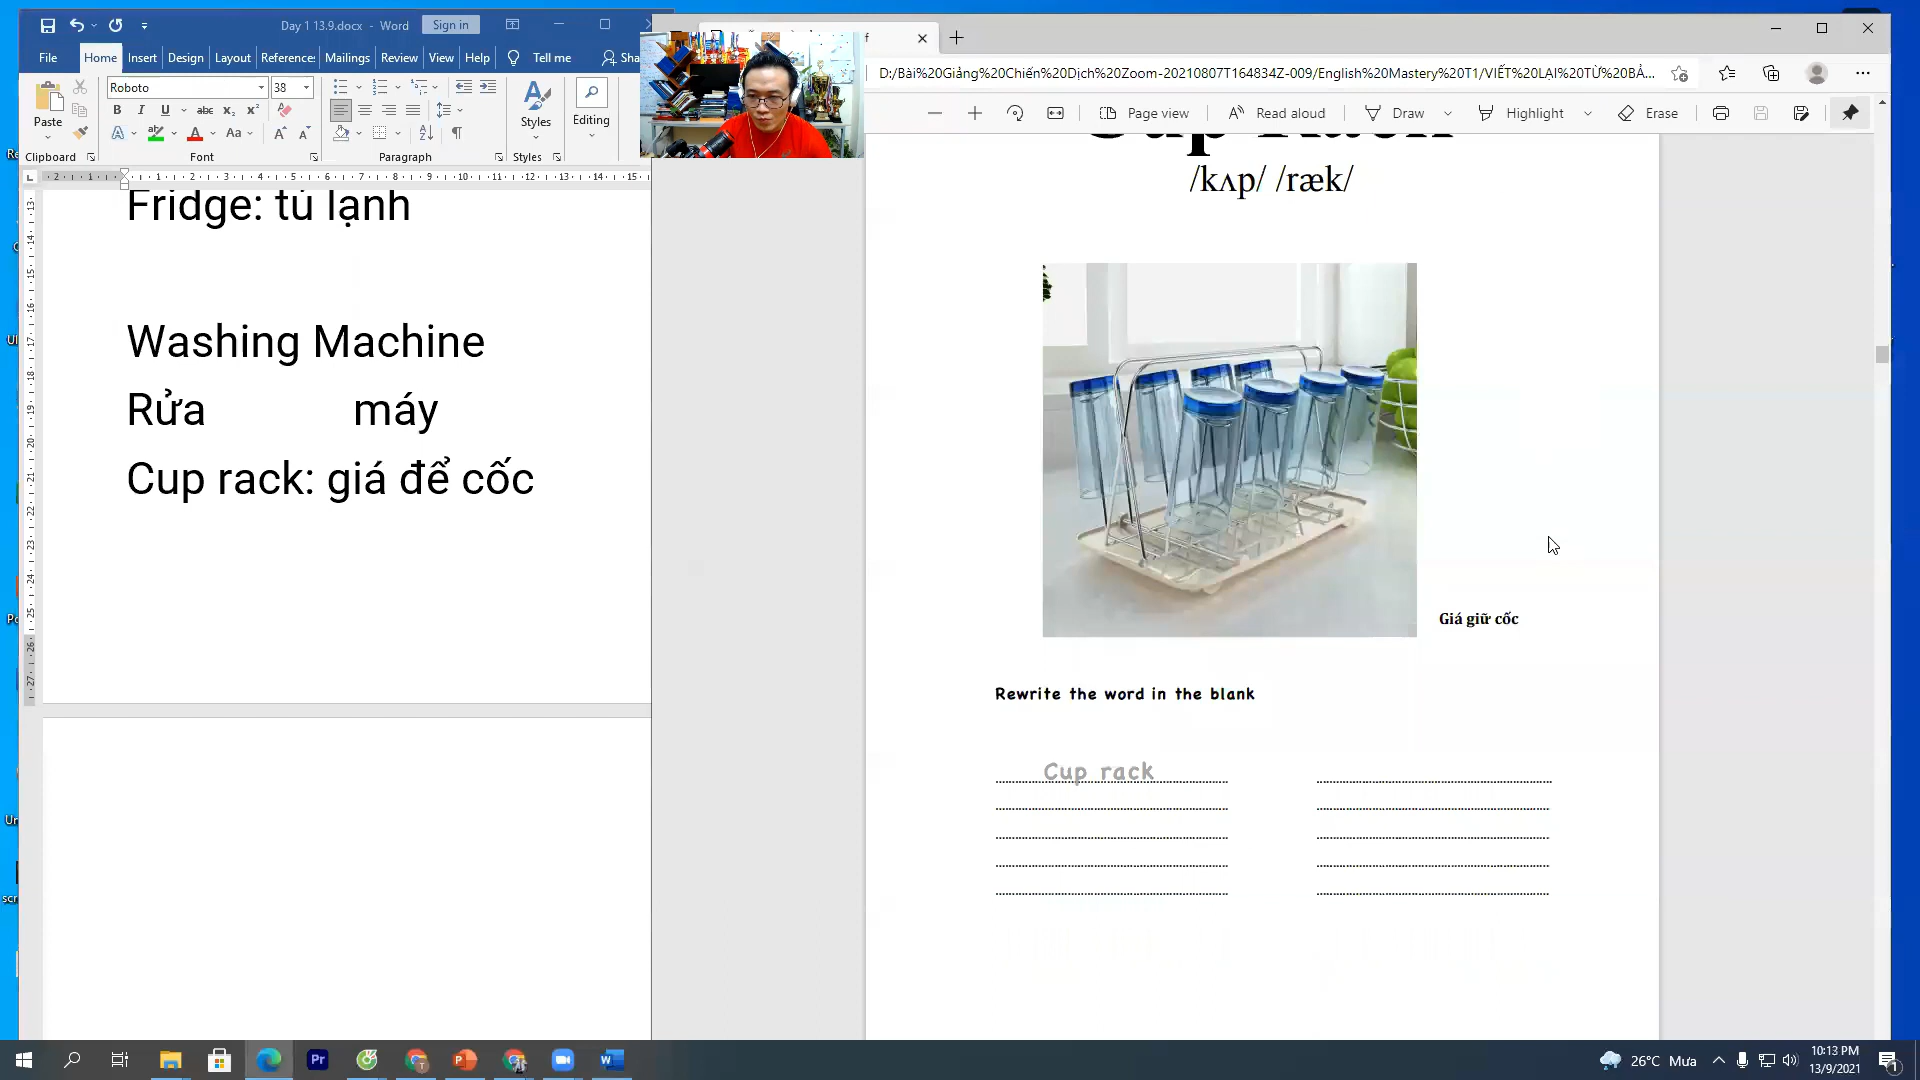 Day 1 13.9.docx - Word
Sign in
File
Home
Insert
Design
Layout
Reference
Mailings
Review
View
Help
Tell me
Sha
Paste
Clipboard
Roboto
38
Font
Paragraph
Styles
Styles
Editing
Fridge: tủ lạnh
Washing Machine
Rửa máy
Cup rack: giá để cốc
D:/Bài%20Giảng%20Chiến%20Dịch%20Zoom-20210807T164834Z-009/English%20Mastery%20T1/VIẾT%20LẠI%20TỪ%20BẢ...
Page view
Read aloud
Draw
Highlight
Erase
/kʌp/ /ræk/
Giá giữ cốc
Rewrite the word in the blank
Cup rack
26°C Mưa
10:13 PM
13/9/2021